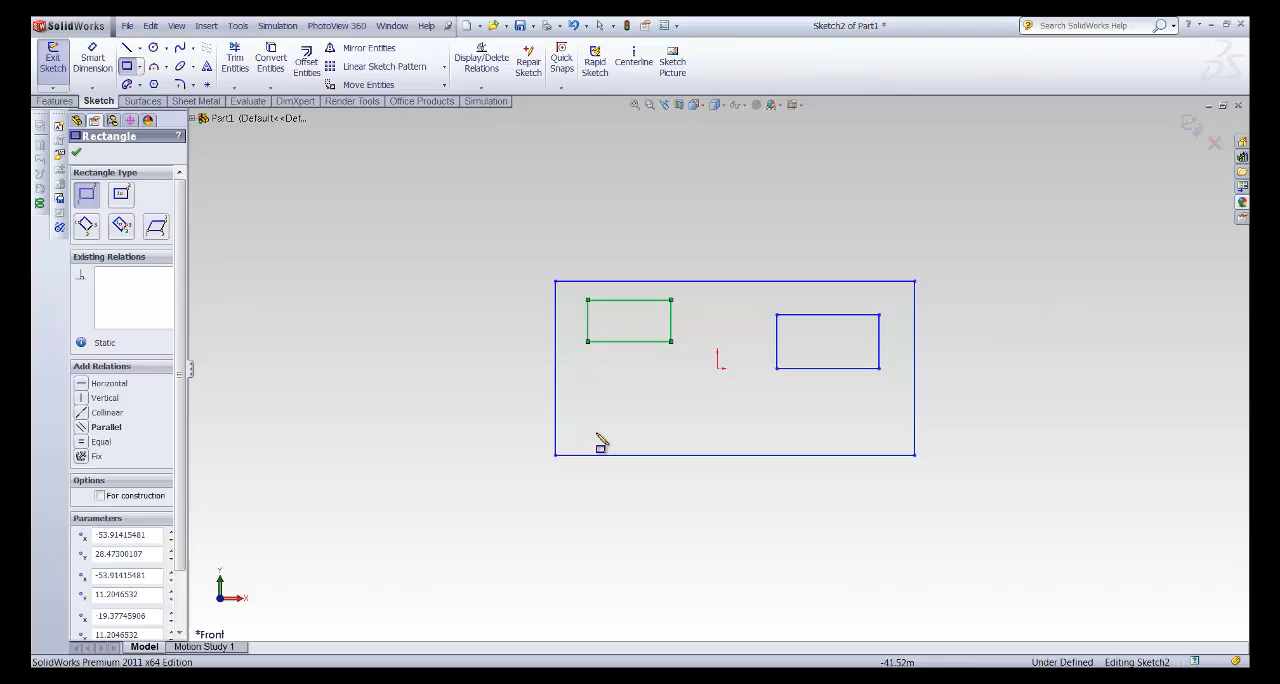 SolidWorks File Edit View Insert Tools Simulation PhotoView 360 Window Help Sketch2 of Part1 * Search SolidWorks Help
Exit Sketch Smart Dimension Trim Entities Convert Entities Offset Entities Mirror Entities Linear Sketch Pattern Move Entities Display/Delete Relations Repair Sketch Quick Snaps Rapid Sketch Centerline Sketch Picture
Features Sketch Surfaces Sheet Metal Evaluate DimXpert Render Tools Office Products Simulation
Part1 (Default<<Def...
Rectangle ?
Rectangle Type
Existing Relations
Static
Add Relations
Horizontal
Vertical
Collinear
Parallel
Equal
Fix
Options
For construction
Parameters
-53.91415481
28.47300107
-53.91415481
11.2046532
-19.37745906
11.2046532
Y
X
*Front
Model Motion Study 1
SolidWorks Premium 2011 x64 Edition -41.52m Under Defined Editing Sketch2